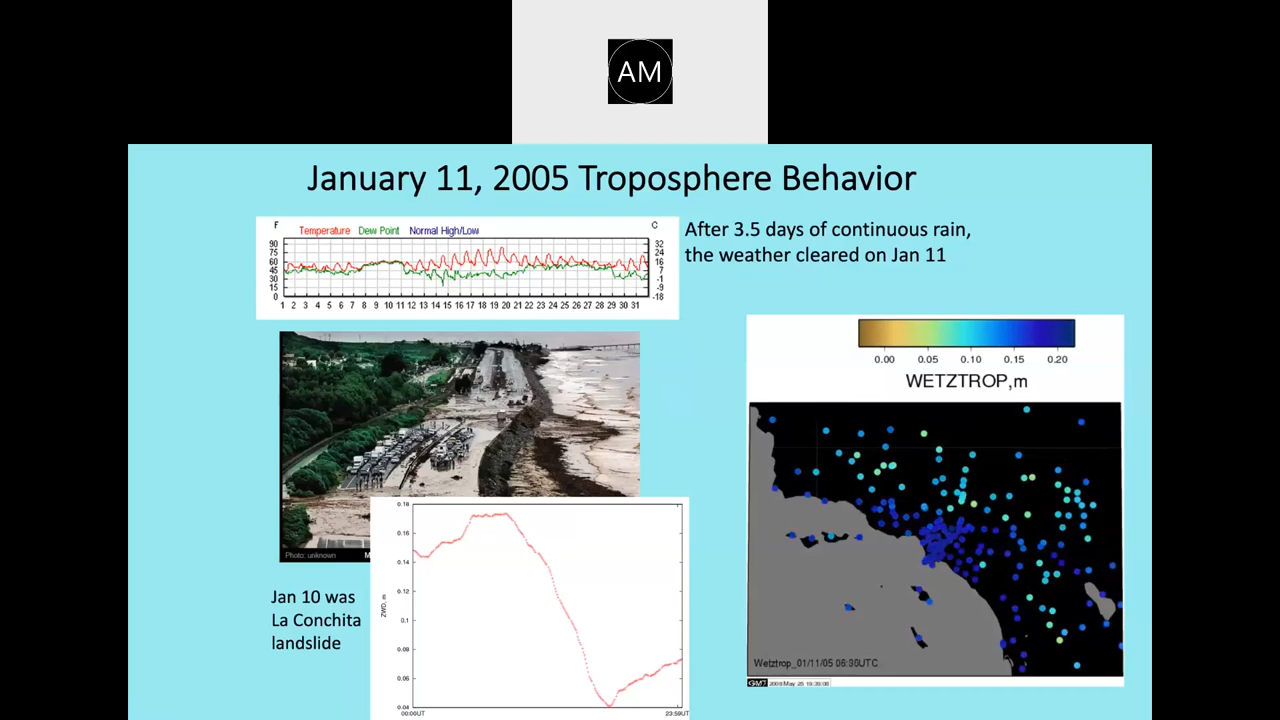 AM
January 11, 2005 Troposphere Behavior
F
Temperature Dew Point Normal High/Low
C
90
75
60
45
30
15
0
32
24
16
7
-1
-9
-18
1 2 3 4 5 6 7 8 9 10 11 12 13 14 15 16 17 18 19 20 21 22 23 24 25 26 27 28 29 30 31
After 3.5 days of continuous rain,
the weather cleared on Jan 11
0.00 0.05 0.10 0.15 0.20
WETZTROP,m
Photo: unknown
M
Jan 10 was
La Conchita
landslide
0.18
0.16
0.14
0.12
0.1
0.08
0.06
0.04
ZWD, m
00:00UT
23:59UT
Wetztrop_01/11/05 06:30UTC